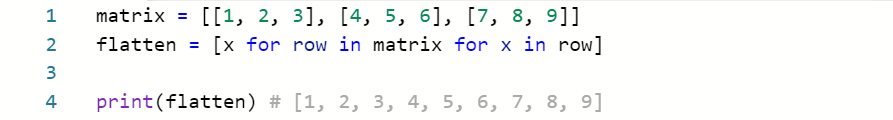 1 matrix = [[1, 2, 3], [4, 5, 6], [7, 8, 9]]
2 flatten = [x for row in matrix for x in row]
3
4 print(flatten) # [1, 2, 3, 4, 5, 6, 7, 8, 9]